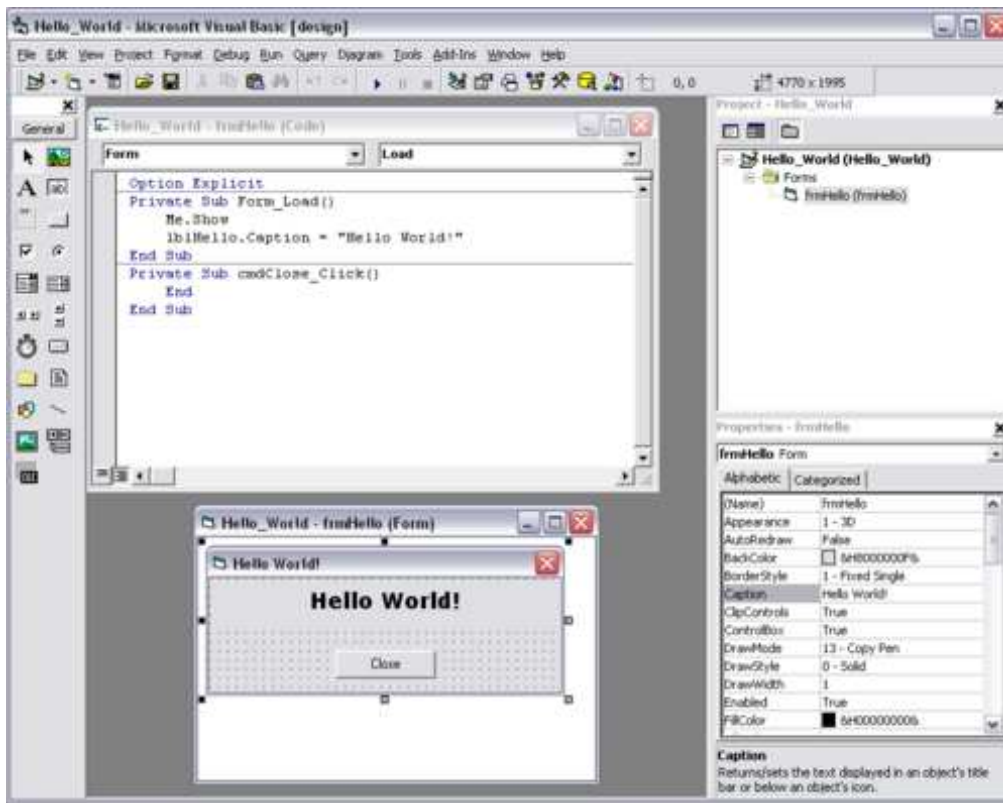 Hello_World - Microsoft Visual Basic [design]
File Edit View Project Format Debug Run Query Diagram Tools Add-Ins Window Help
0, 0
4770 x 1995
General
Hello_World - frmHello (Code)
Form
Load
Option Explicit
Private Sub Form_Load()
Me.Show
lblHello.Caption = "Hello World!"
End Sub
Private Sub cmdClose_Click()
End
End Sub
Hello_World - frmHello (Form)
Hello World!
Hello World!
Close
Project - Hello_World
Hello_World (Hello_World)
Forms
frmHello (frmHello)
Properties - frmHello
frmHello Form
Alphabetic Categorized
(Name) frmHello
Appearance 1 - 3D
AutoRedraw False
BackColor &H8000000F&
BorderStyle 1 - Fixed Single
Caption Hello World!
ClipControls True
ControlBox True
DrawMode 13 - Copy Pen
DrawStyle 0 - Solid
DrawWidth 1
Enabled True
FillColor &H00000000&
Caption
Returns/sets the text displayed in an object's title
bar or below an object's icon.